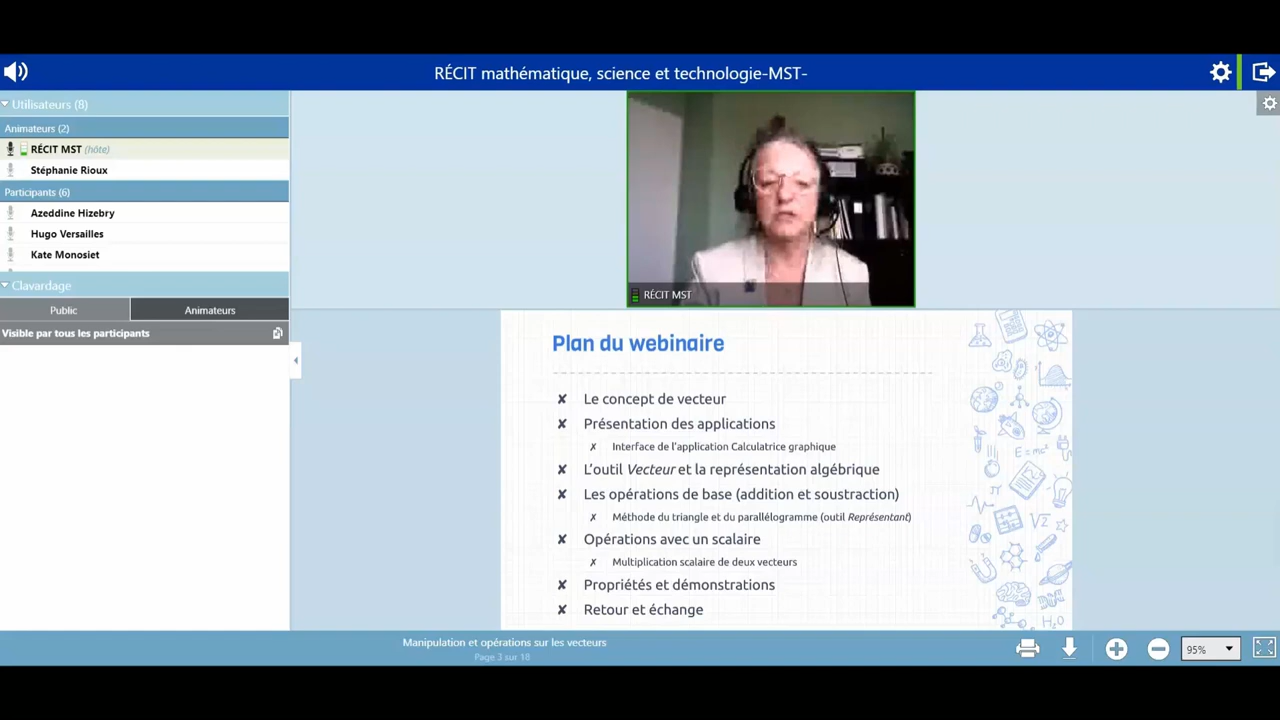 RÉCIT mathématique, science et technologie-MST-
Utilisateurs (8)
Animateurs (2)
RÉCIT MST (hôte)
Stéphanie Rioux
Participants (6)
Azeddine Hizebry
Hugo Versailles
Kate Monosiet
Clavardage
Public
Animateurs
Visible par tous les participants
RÉCIT MST
Plan du webinaire
✘ Le concept de vecteur
✘ Présentation des applications
✗ Interface de l'application Calculatrice graphique
✘ L'outil Vecteur et la représentation algébrique
✘ Les opérations de base (addition et soustraction)
✗ Méthode du triangle et du parallélogramme (outil Représentant)
✘ Opérations avec un scalaire
✗ Multiplication scalaire de deux vecteurs
✘ Propriétés et démonstrations
✘ Retour et échange
E=mc²
π
√2
H₂O
Manipulation et opérations sur les vecteurs
Page 3 sur 18
95%